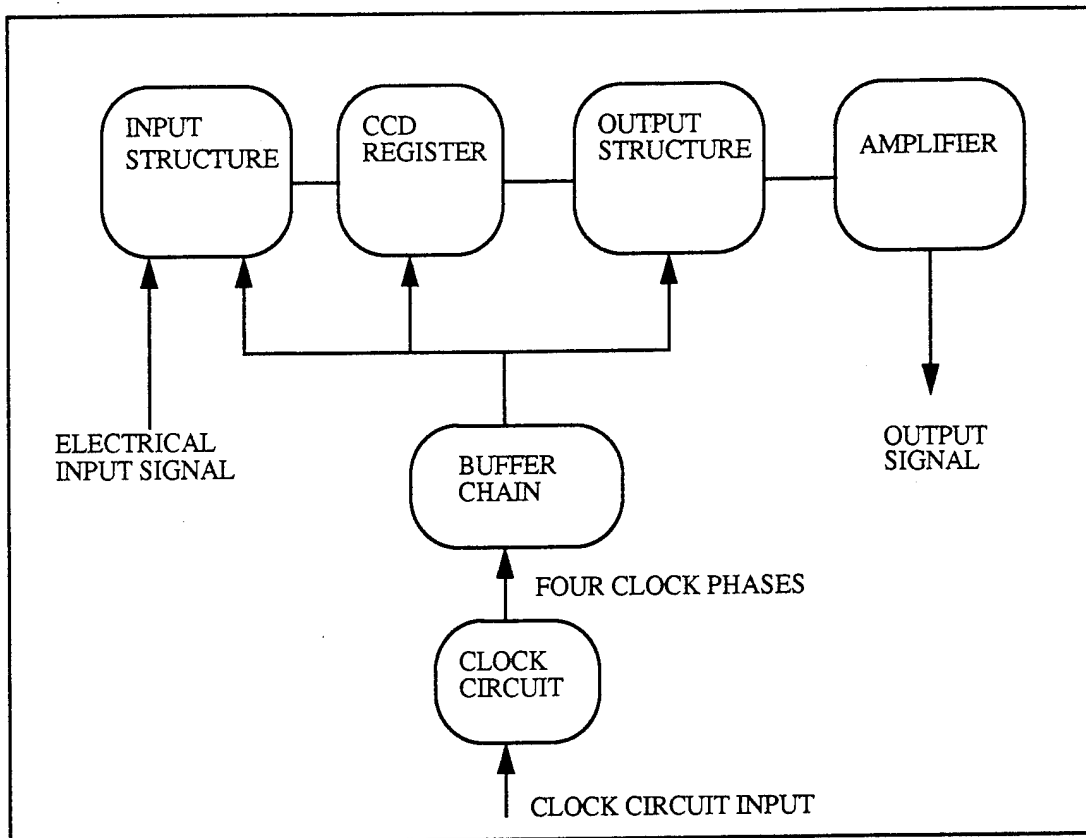 INPUT
STRUCTURE
CCD
REGISTER
OUTPUT
STRUCTURE
AMPLIFIER
ELECTRICAL
INPUT SIGNAL
OUTPUT
SIGNAL
BUFFER
CHAIN
FOUR CLOCK PHASES
CLOCK
CIRCUIT
CLOCK CIRCUIT INPUT